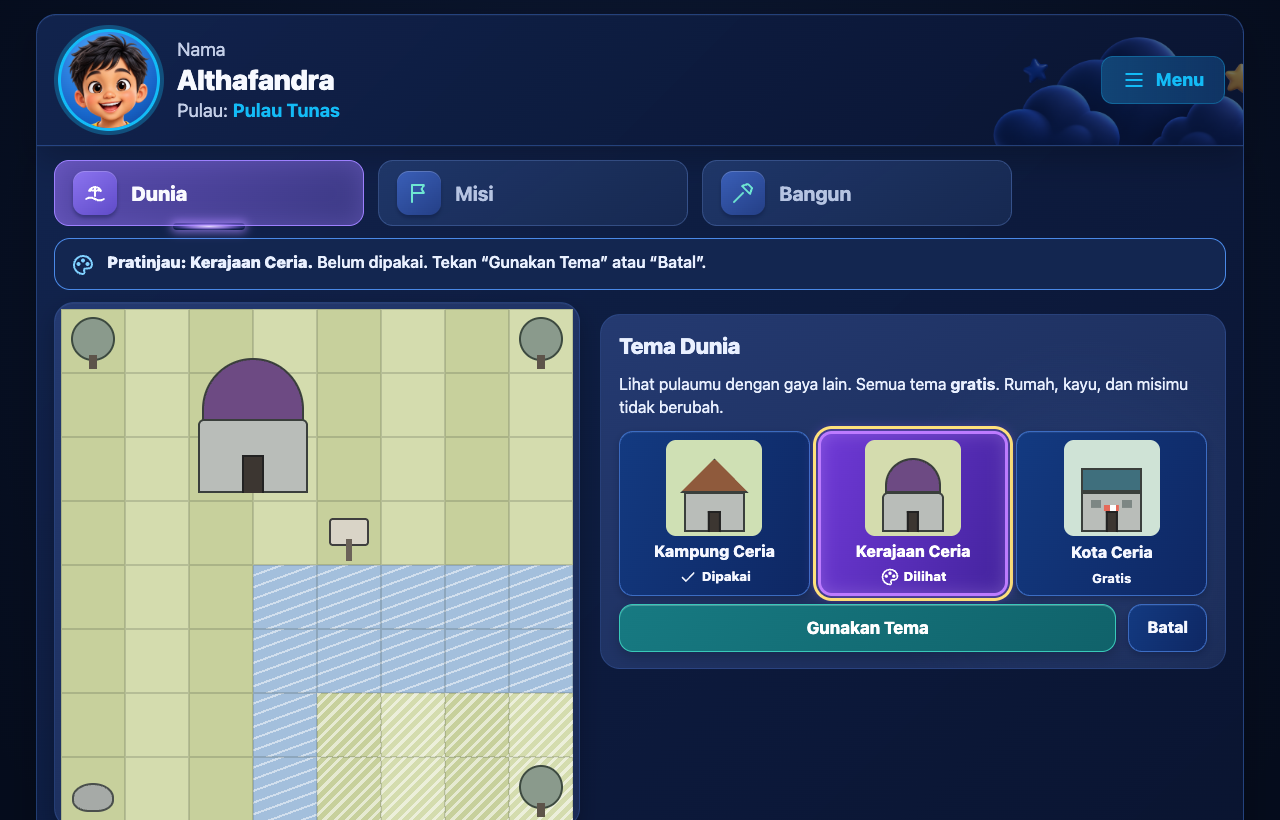 Nama
Althafandra
Pulau: Pulau Tunas
Menu
Dunia
Misi
Bangun
Pratinjau: Kerajaan Ceria. Belum dipakai. Tekan “Gunakan Tema” atau “Batal”.
Tema Dunia
Lihat pulaumu dengan gaya lain. Semua tema gratis. Rumah, kayu, dan misimu
tidak berubah.
Kampung Ceria
Dipakai
Kerajaan Ceria
Dilihat
Kota Ceria
Gratis
Gunakan Tema
Batal